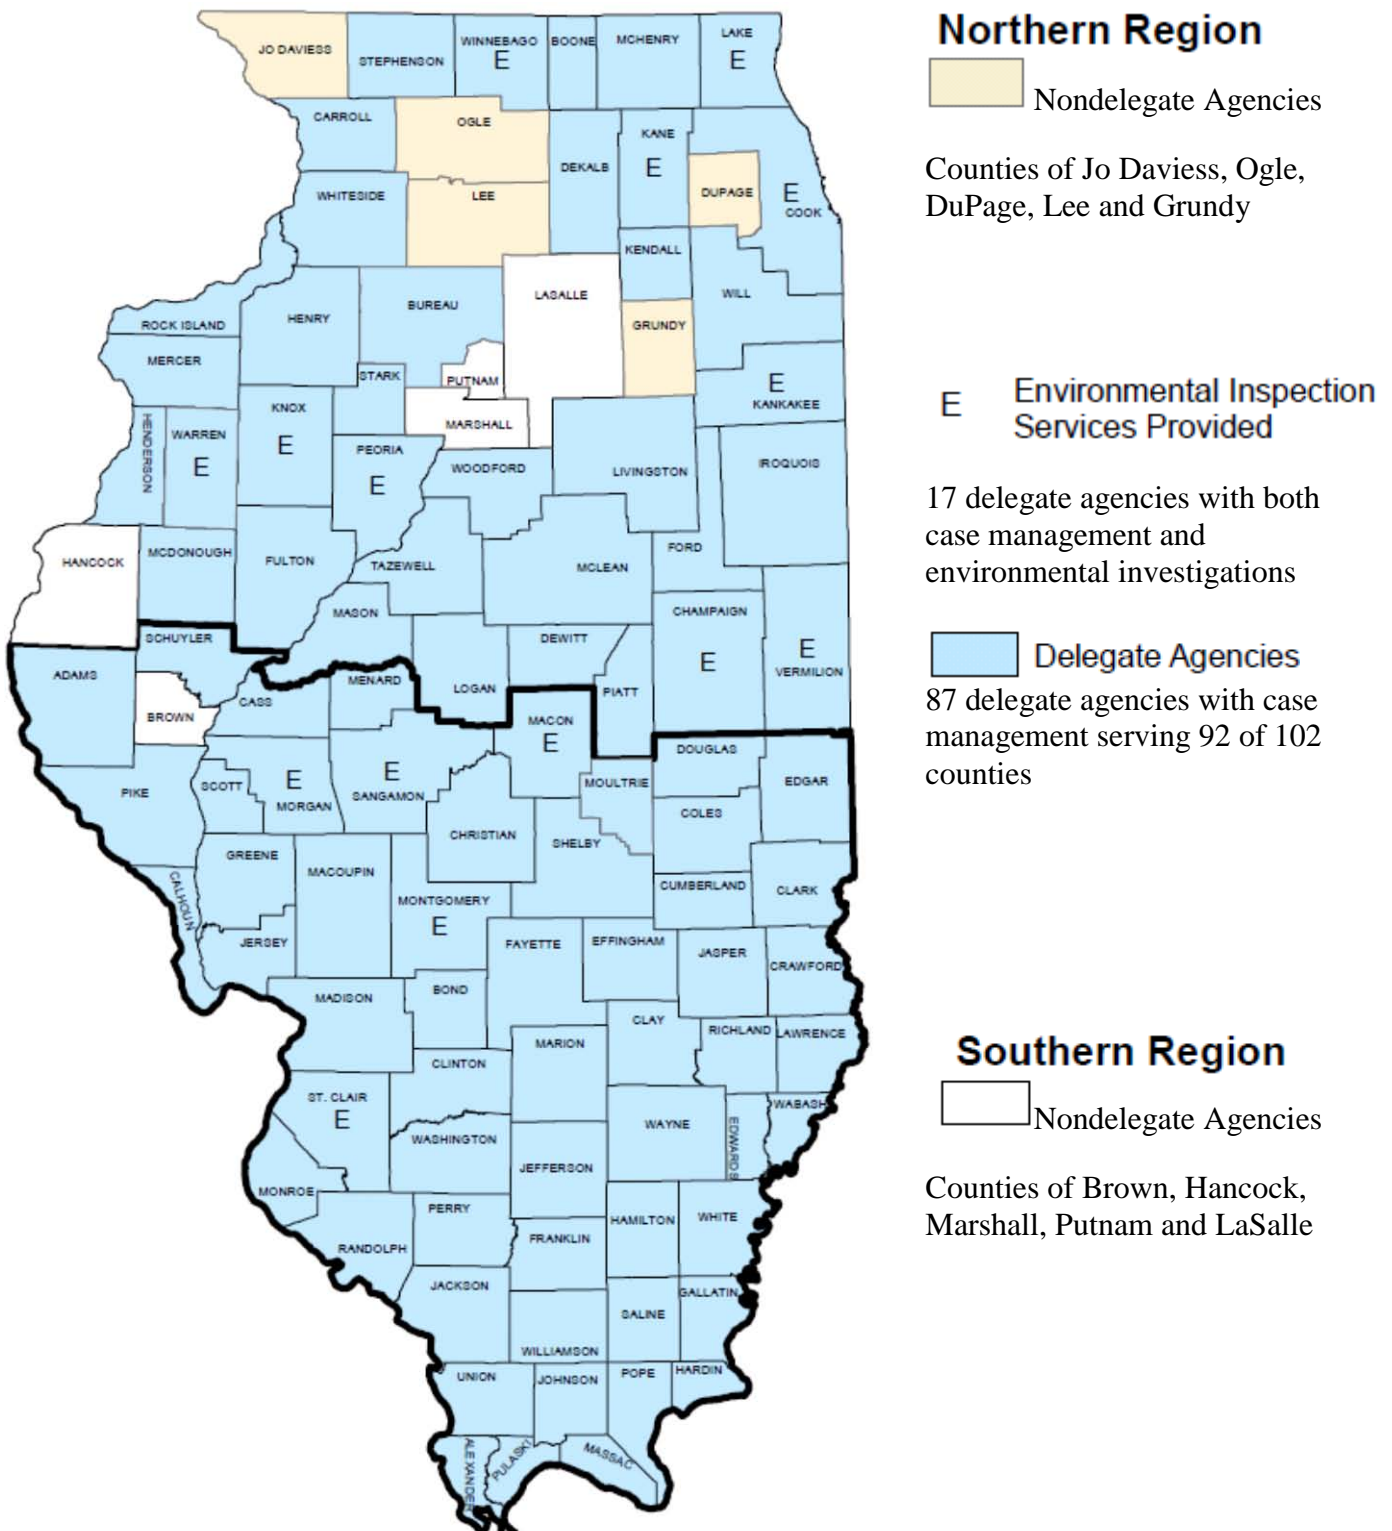 JO DAVIESS
STEPHENSON
WINNEBAGO
E
BOONE
MCHENRY
LAKE
E
CARROLL
OGLE
DEKALB
KANE
E
DUPAGE
E
COOK
WHITESIDE
LEE
KENDALL
WILL
ROCK ISLAND
HENRY
BUREAU
LASALLE
GRUNDY
MERCER
STARK
PUTNAM
E
KANKAKEE
HENDERSON
WARREN
E
KNOX
E
PEORIA
E
MARSHALL
WOODFORD
LIVINGSTON
IROQUOIS
HANCOCK
MCDONOUGH
FULTON
TAZEWELL
MCLEAN
FORD
MASON
CHAMPAIGN
E
E
VERMILION
SCHUYLER
DEWITT
PIATT
ADAMS
BROWN
CASS
MENARD
LOGAN
MACON
E
DOUGLAS
PIKE
SCOTT
E
MORGAN
E
SANGAMON
MOULTRIE
EDGAR
CHRISTIAN
SHELBY
COLES
GREENE
MACOUPIN
CALHOUN
MONTGOMERY
E
CUMBERLAND
CLARK
JERSEY
FAYETTE
EFFINGHAM
JASPER
CRAWFORD
MADISON
BOND
CLAY
RICHLAND
LAWRENCE
CLINTON
MARION
ST. CLAIR
E
WASHINGTON
WAYNE
EDWARDS
WABASH
JEFFERSON
MONROE
PERRY
HAMILTON
WHITE
RANDOLPH
FRANKLIN
JACKSON
SALINE
GALLATIN
WILLIAMSON
UNION
JOHNSON
POPE
HARDIN
ALEXANDER
PULASKI
MASSAC
Northern Region
Nondelegate Agencies
Counties of Jo Daviess, Ogle,
DuPage, Lee and Grundy
E Environmental Inspection
Services Provided
17 delegate agencies with both
case management and
environmental investigations
Delegate Agencies
87 delegate agencies with case
management serving 92 of 102
counties
Southern Region
Nondelegate Agencies
Counties of Brown, Hancock,
Marshall, Putnam and LaSalle